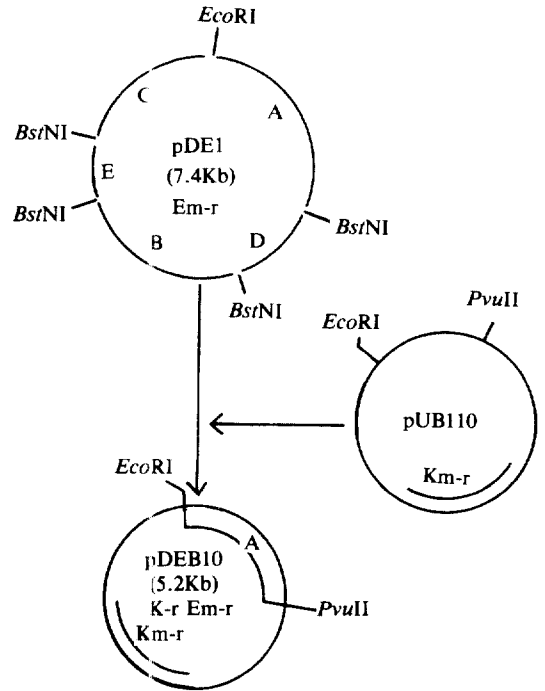 EcoRI
C
A
BstNI
pDE1
(7.4Kb)
Em-r
E
BstNI
B
D
BstNI
BstNI
PvuII
EcoRI
pUB110
Km-r
EcoRI
A
pDEB10
(5.2Kb)
K-r Em-r
Km-r
PvuII